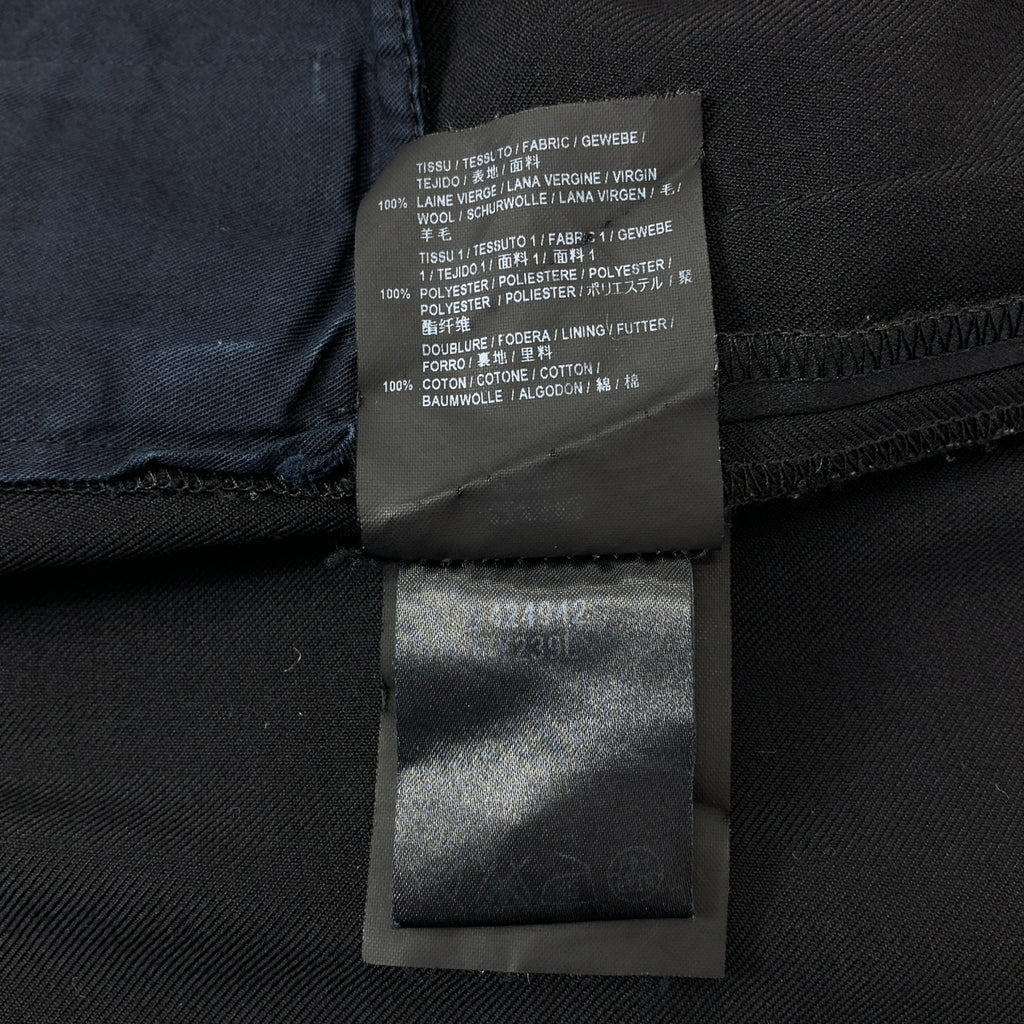 TISSU / TESSUTO / FABRIC / GEWEBE /
TEJIDO / 表地 / 面料
100% LAINE VIERGE / LANA VERGINE / VIRGIN
WOOL / SCHURWOLLE / LANA VIRGEN / 毛 /
羊毛
TISSU 1 / TESSUTO 1 / FABRIC 1 / GEWEBE
1 / TEJIDO 1 / 面料 1 / 面料 1
100% POLYESTER / POLIESTERE / POLYESTER /
POLYESTER / POLIESTER / ポリエステル / 聚
酯纤维
DOUBLURE / FODERA / LINING / FUTTER /
FORRO / 裏地 / 里料
100% COTON / COTONE / COTTON /
BAUMWOLLE / ALGODON / 綿 / 棉